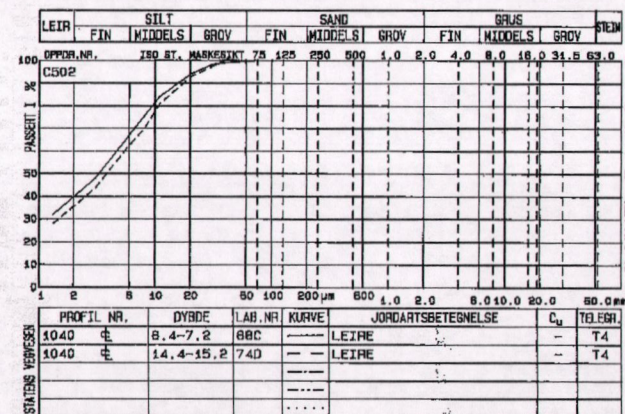 LEIR SILT SAND GRUS STEIN
FIN MIDDELS GROV FIN MIDDELS GROV FIN MIDDELS GROV
OPPDR.NR. ISO ST. MASKESIKT 75 125 250 500 1.0 2.0 4.0 8.0 16.0 31.5 63.0
C502
PASSERT I %
100
50
40
30
20
10
0
1 2 6 10 20 60 100 200µm 600 1.0 2.0 6.0 10.0 20.0 60.0 mm
PROFIL NR. DYBDE LAB.NR. KURVE JORDARTSBETEGNELSE Cu TELEGR.
1040 ℄ 6.4-7.2 68C LEIRE - T4
1040 ℄ 14.4-15.2 74D LEIRE - T4
STATENS VEGVESEN